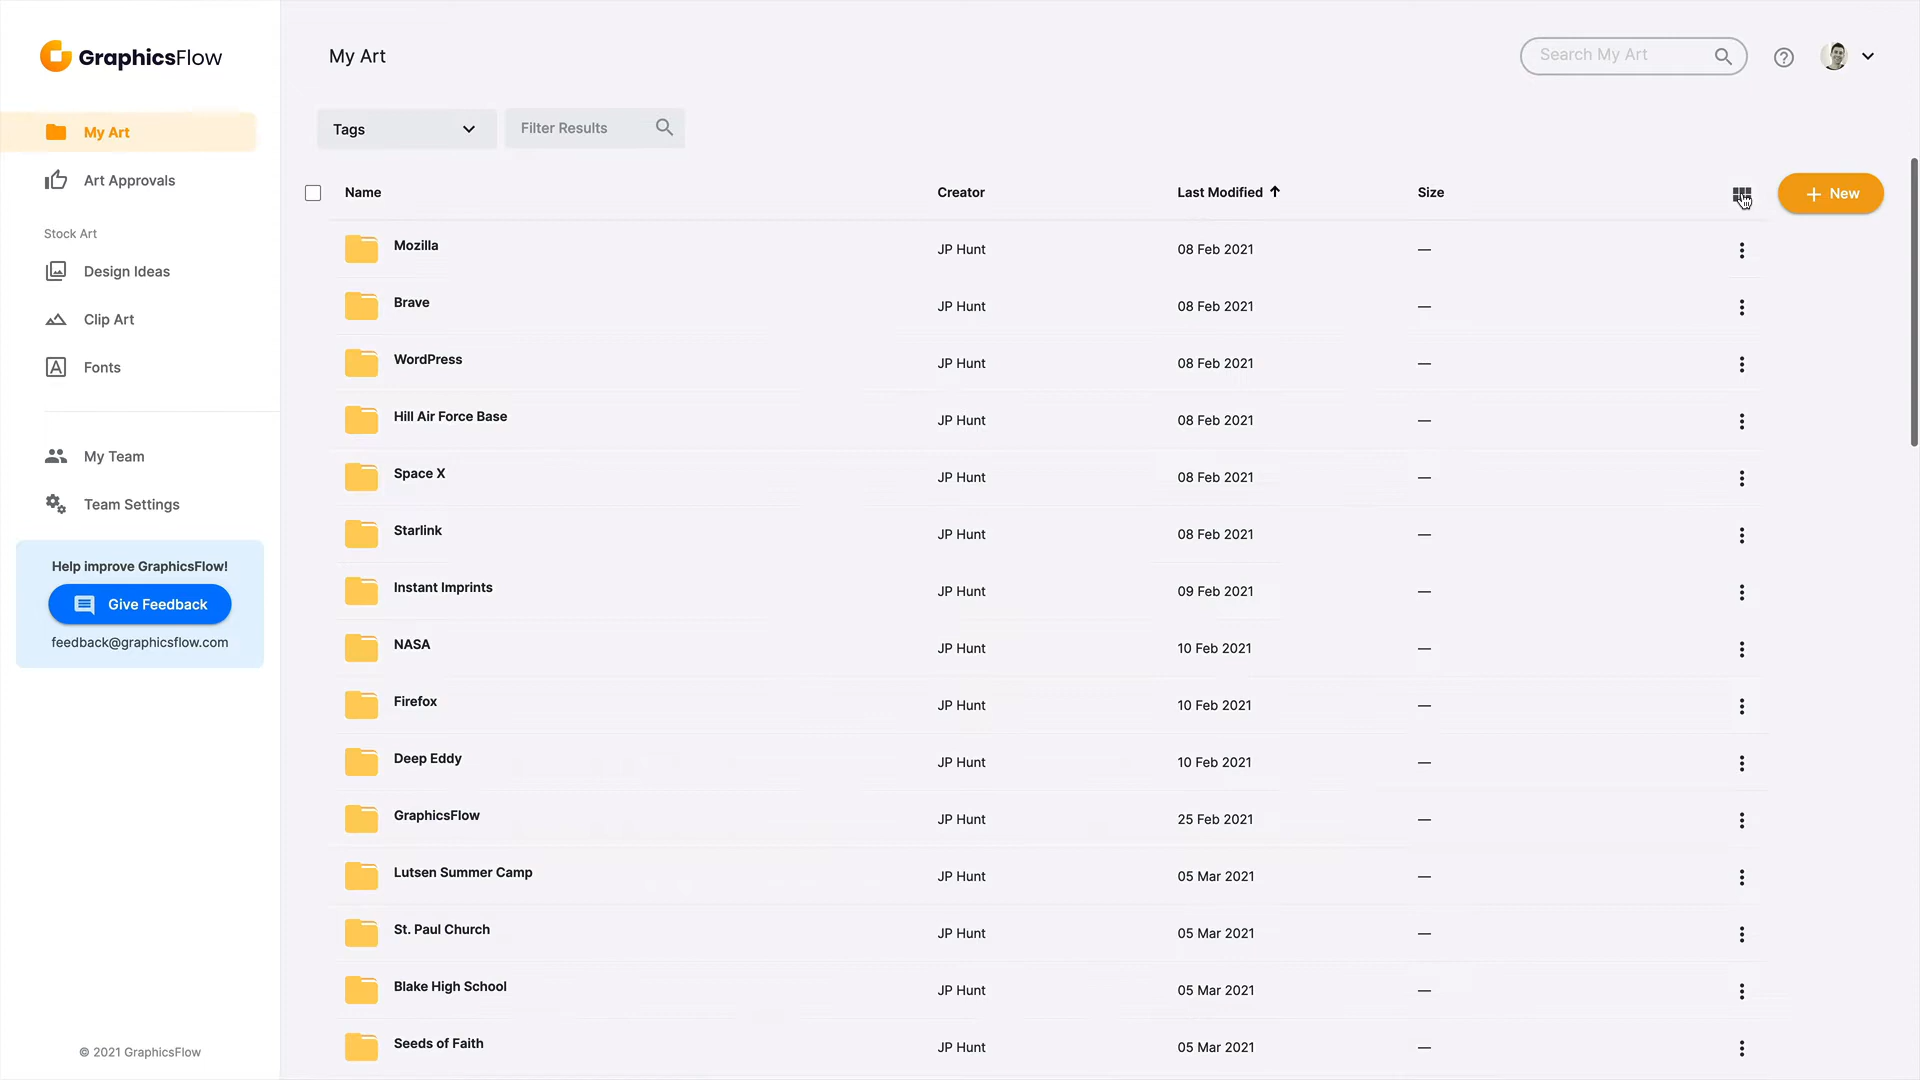 GraphicsFlow
My Art
Search My Art
My Art
Art Approvals
Stock Art
Design Ideas
Clip Art
Fonts
My Team
Team Settings
Help improve GraphicsFlow!
Give Feedback
feedback@graphicsflow.com
© 2021 GraphicsFlow
Tags
Filter Results
Name Creator Last Modified Size
New
Mozilla JP Hunt 08 Feb 2021 —
Brave JP Hunt 08 Feb 2021 —
WordPress JP Hunt 08 Feb 2021 —
Hill Air Force Base JP Hunt 08 Feb 2021 —
Space X JP Hunt 08 Feb 2021 —
Starlink JP Hunt 08 Feb 2021 —
Instant Imprints JP Hunt 09 Feb 2021 —
NASA JP Hunt 10 Feb 2021 —
Firefox JP Hunt 10 Feb 2021 —
Deep Eddy JP Hunt 10 Feb 2021 —
GraphicsFlow JP Hunt 25 Feb 2021 —
Lutsen Summer Camp JP Hunt 05 Mar 2021 —
St. Paul Church JP Hunt 05 Mar 2021 —
Blake High School JP Hunt 05 Mar 2021 —
Seeds of Faith JP Hunt 05 Mar 2021 —